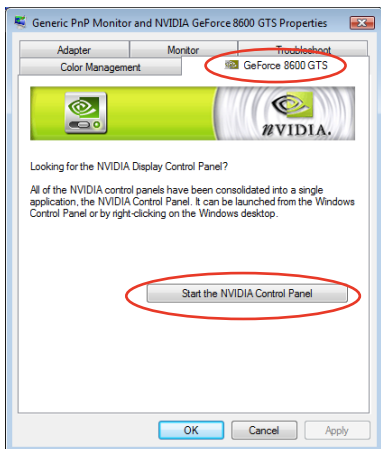 Generic PnP Monitor and NVIDIA GeForce 8600 GTS Properties
Adapter Monitor Troubleshoot
Color Management GeForce 8600 GTS
NVIDIA.
Looking for the NVIDIA Display Control Panel?
All of the NVIDIA control panels have been consolidated into a single
application, the NVIDIA Control Panel. It can be launched from the Windows
Control Panel or by right-clicking on the Windows desktop.
Start the NVIDIA Control Panel
OK Cancel Apply